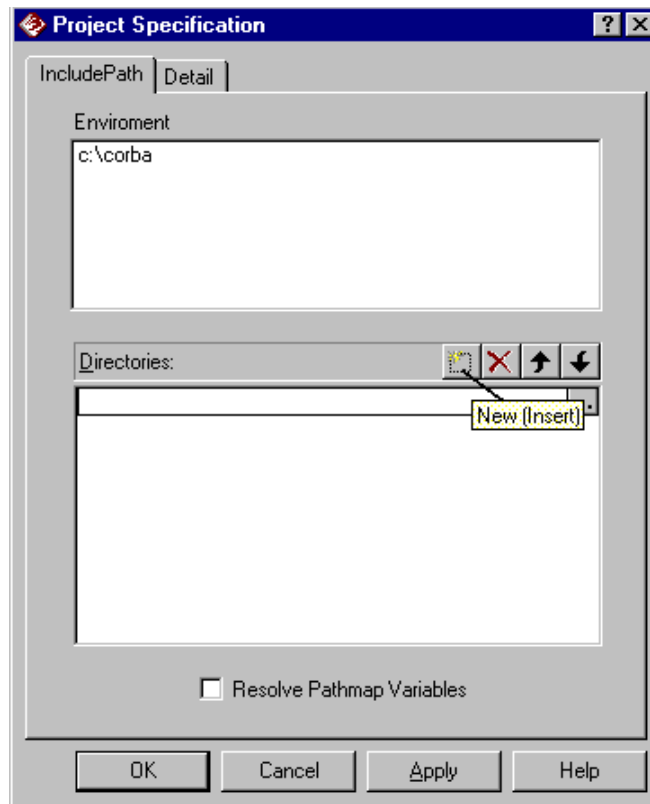 Project Specification
IncludePath Detail
Enviroment
c:\corba
Directories:
New (Insert)
Resolve Pathmap Variables
OK Cancel Apply Help